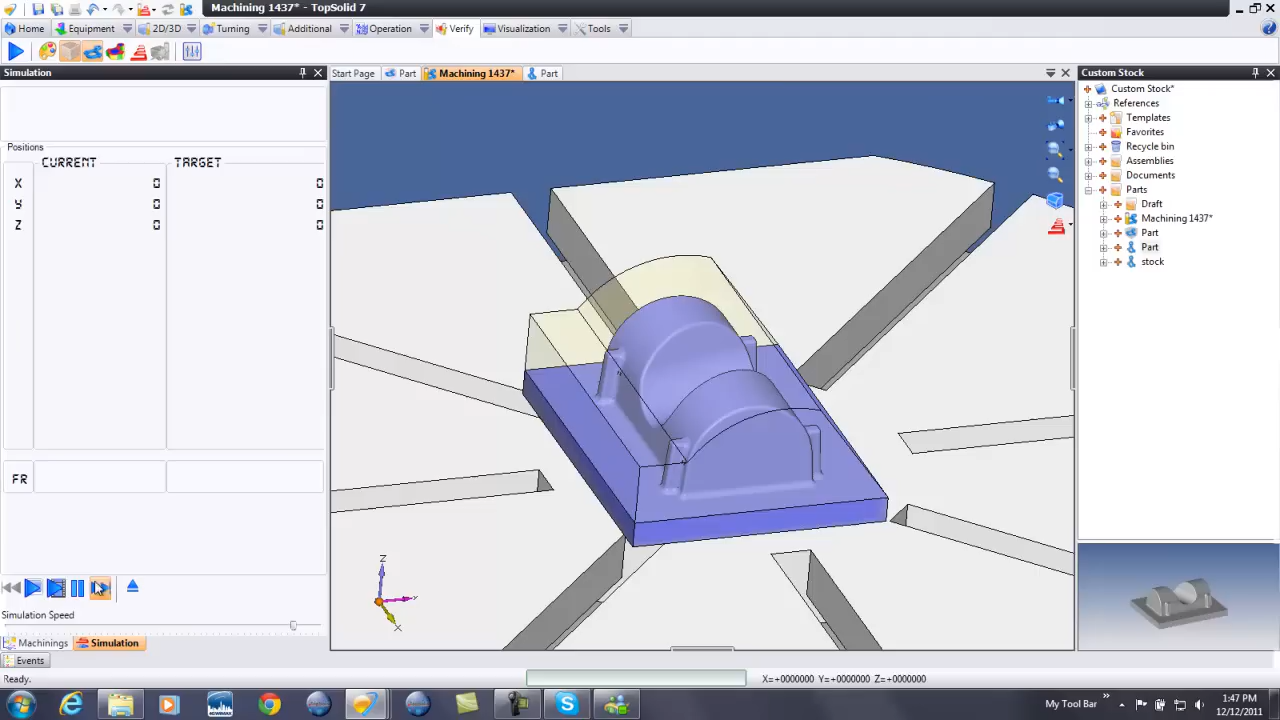 Machining 1437* - TopSolid 7
Home Equipment 2D/3D Turning Additional Operation Verify Visualization Tools
Simulation
Start Page Part Machining 1437* Part
Custom Stock
Positions
CURRENT TARGET
X 0 0
Y 0 0
Z 0 0
FR
Custom Stock*
References
Templates
Favorites
Recycle bin
Assemblies
Documents
Parts
Draft
Machining 1437*
Part
Part
stock
Z
Y
X
Simulation Speed
Machinings Simulation
Events
Ready.
X=+0000000 Y=+0000000 Z=+0000000
My Tool Bar
1:47 PM
12/12/2011